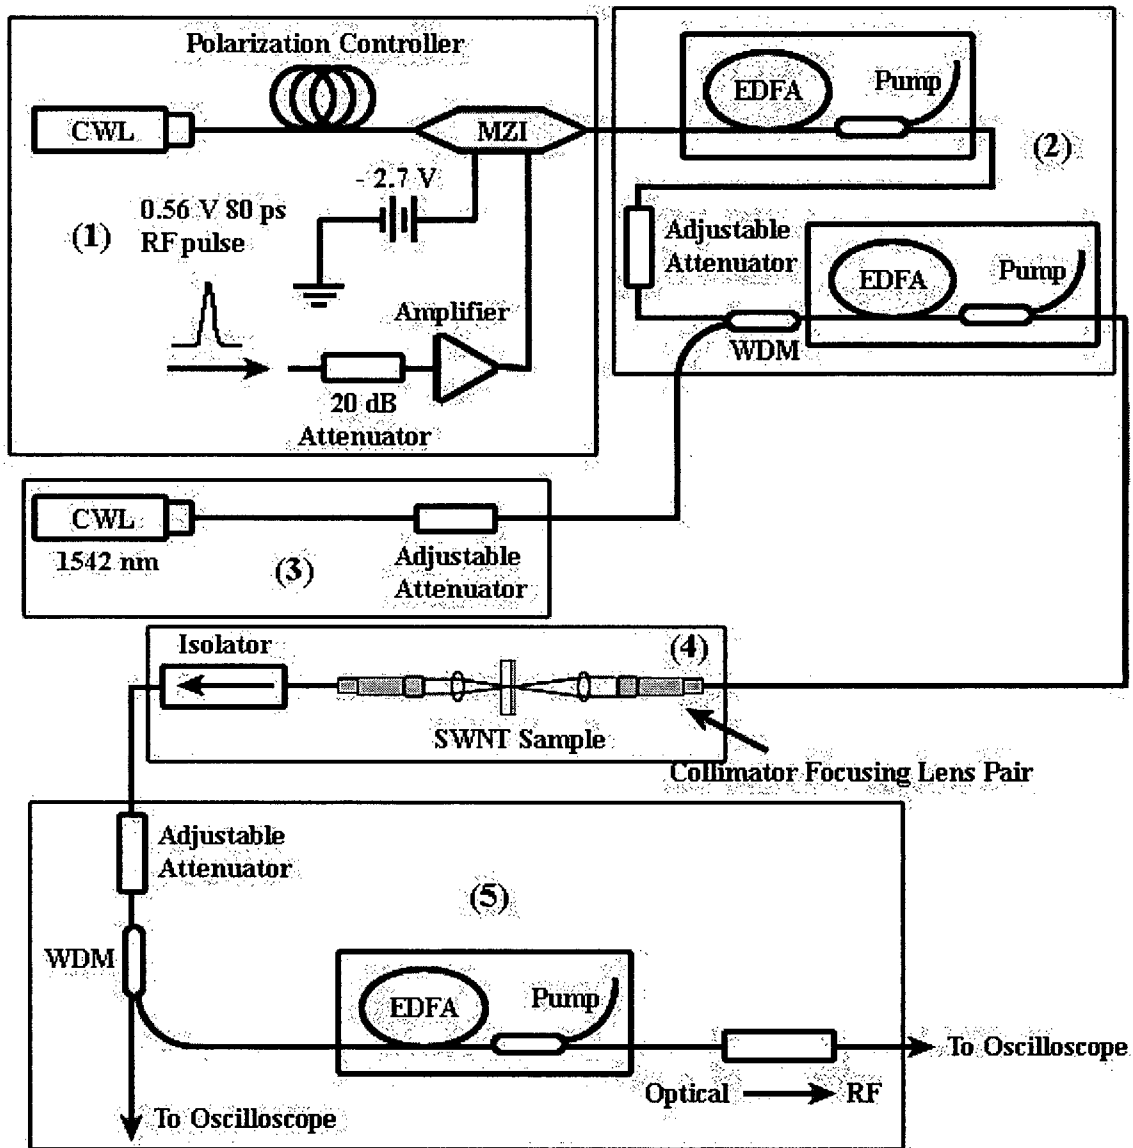 Polarization Controller
CWL
MZI
- 2.7 V
0.56 V 80 ps
RF pulse
(1)
Amplifier
20 dB
Attenuator
EDFA
Pump
(2)
Adjustable
Attenuator
EDFA
Pump
WDM
CWL
1542 nm
(3)
Adjustable
Attenuator
Isolator
(4)
SWNT Sample
Collimator Focusing Lens Pair
Adjustable
Attenuator
(5)
WDM
EDFA
Pump
To Oscilloscope
Optical
RF
To Oscilloscope